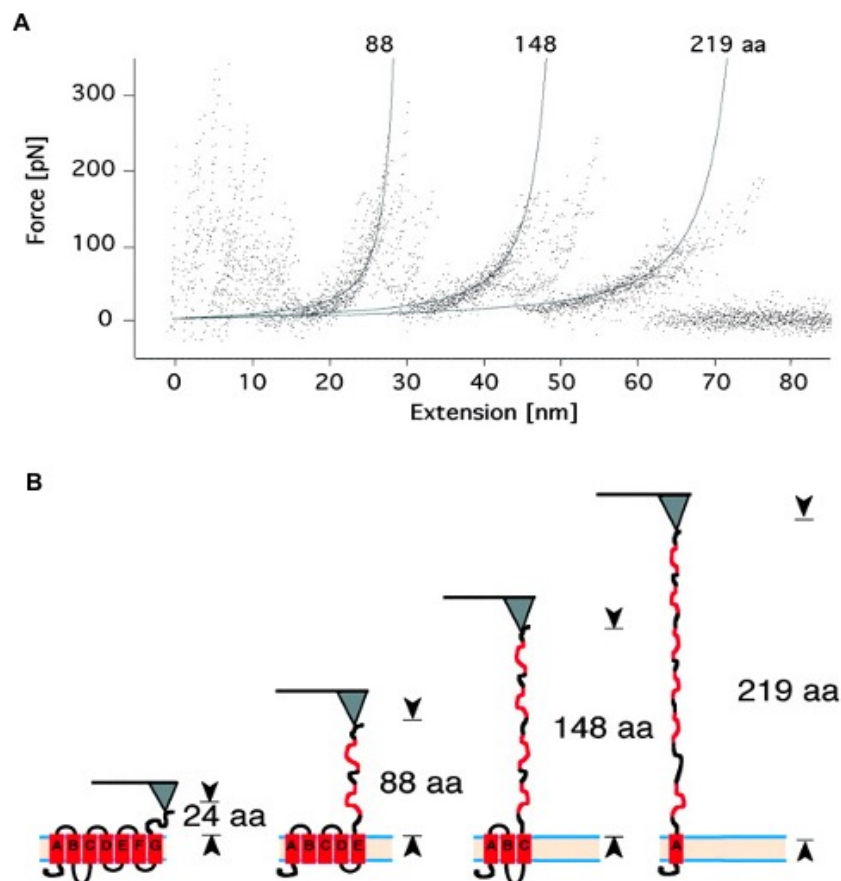 A
88 148 219 aa
300
200
100
0
Force [pN]
0 10 20 30 40 50 60 70 80
Extension [nm]
B
219 aa
148 aa
88 aa
24 aa
A B C D E F G
A B C D E
A B C
A